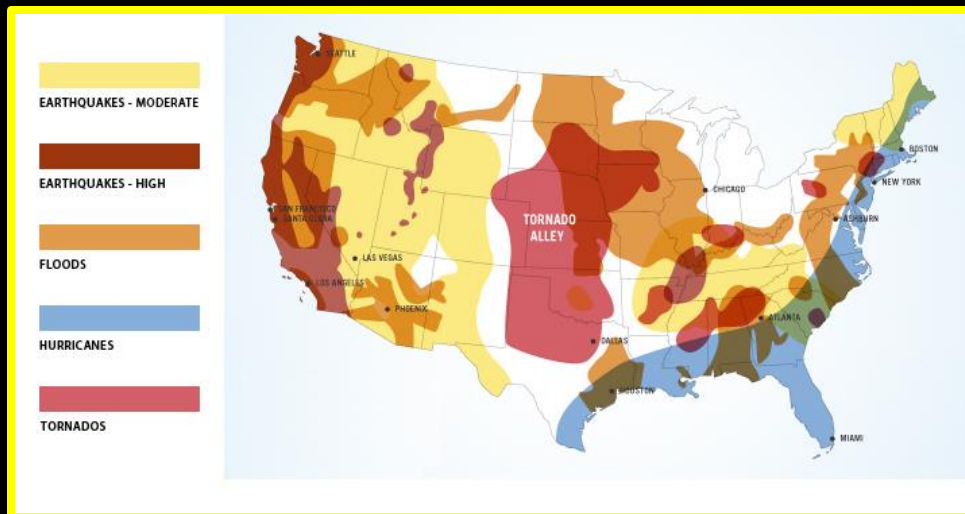 EARTHQUAKES - MODERATE
EARTHQUAKES - HIGH
FLOODS
HURRICANES
TORNADOS
SEATTLE
BOSTON
NEW YORK
CHICAGO
SAN FRANCISCO
SANTA CLARA
ASHBURN
TORNADO
ALLEY
LAS VEGAS
LOS ANGELES
PHOENIX
ATLANTA
DALLAS
HOUSTON
MIAMI